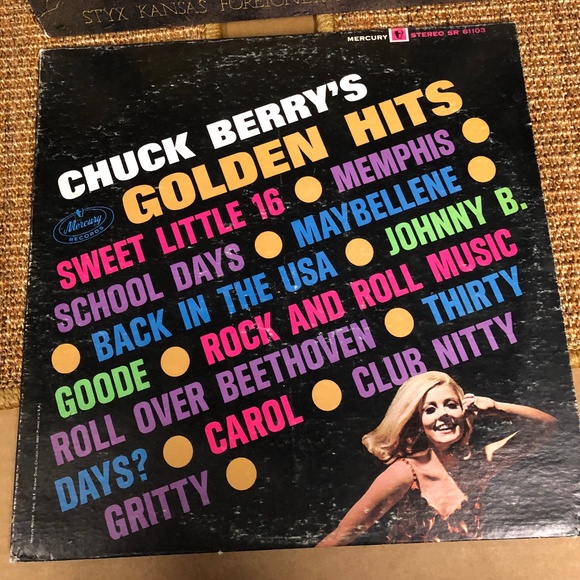 STYX KANSAS FOREIGNE
MERCURY STEREO SR 61103
CHUCK BERRY'S
GOLDEN HITS
Mercury
RECORDS
SWEET LITTLE 16 ● MEMPHIS ●
SCHOOL DAYS ● MAYBELLENE ●
● BACK IN THE USA ● JOHNNY B.
GOODE ● ROCK AND ROLL MUSIC
ROLL OVER BEETHOVEN ● THIRTY
DAYS? ● CAROL ● CLUB NITTY
GRITTY ●